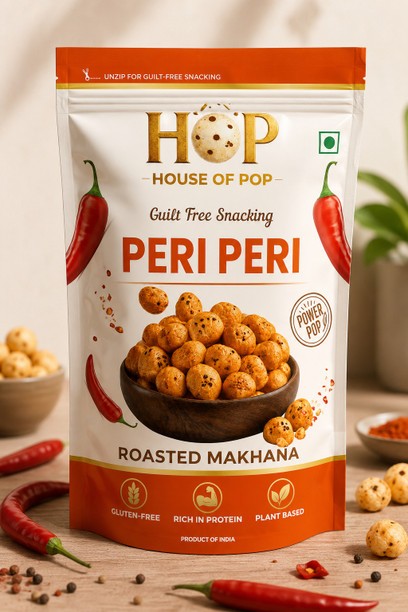 UNZIP FOR GUILT-FREE SNACKING
HOP
HOUSE OF POP
Guilt Free Snacking
PERI PERI
POWER
POP
ROASTED MAKHANA
GLUTEN-FREE
RICH IN PROTEIN
PLANT BASED
PRODUCT OF INDIA